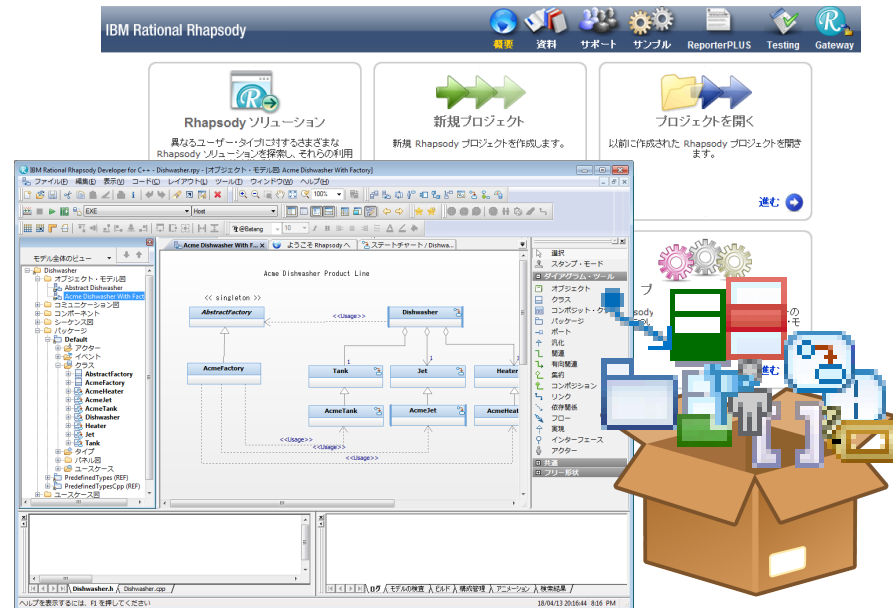 IBM Rational Rhapsody
概要 資料 サポート サンプル ReporterPLUS Testing Gateway
Rhapsody ソリューション
異なるユーザー・タイプに対するさまざまな
Rhapsody ソリューションを探索し、それらの利用
新規プロジェクト
新規 Rhapsody プロジェクトを作成します。
プロジェクトを開く
以前に作成された Rhapsody プロジェクトを開き
ます。
進む
進む
IBM Rational Rhapsody Developer for C++ - Dishwasher.rpy - [オブジェクト・モデル図: Acme Dishwasher With Factory]
ファイル(F) 編集(E) 表示(V) コード(C) レイアウト(L) ツール(T) ウィンドウ(W) ヘルプ(H)
100%
EXE Host
@Batang 10
モデル全体のビュー
Dishwasher
オブジェクト・モデル図
Abstract Dishwasher
Acme Dishwasher With Fact
コミュニケーション図
コンポーネント
シーケンス図
パッケージ
Default
アクター
イベント
クラス
AbstractFactory
AcmeFactory
AcmeHeater
AcmeJet
AcmeTank
Dishwasher
Heater
Jet
Tank
タイプ
パネル図
ユースケース
PredefinedTypes (REF)
PredefinedTypesCpp (REF)
ユースケース図
Acme Dishwasher With F... ようこそ Rhapsody へ ステートチャート / Dishwa...
Acme Dishwasher Product Line
<< singleton >>
AbstractFactory
<<Usage>>
Dishwasher
AcmeFactory
1 1 1
Tank Jet Heater
AcmeTank AcmeJet AcmeHeat
<<Usage>>
<<Usage>>
<<Usage>>
選択
スタンプ・モード
ダイアグラム・ツール
オブジェクト
クラス
コンポジット・ク
パッケージ
ポート
汎化
関連
有向関連
集約
コンポジション
リンク
依存関係
フロー
実現
インターフェース
アクター
共通
フリー形状
Dishwasher.h Dishwasher.cpp
ログ モデルの検査 ビルド 構成管理 アニメーション 検索結果
ヘルプを表示するには、F1 を押してください
18/04/13 20:16:44 8:16 PM